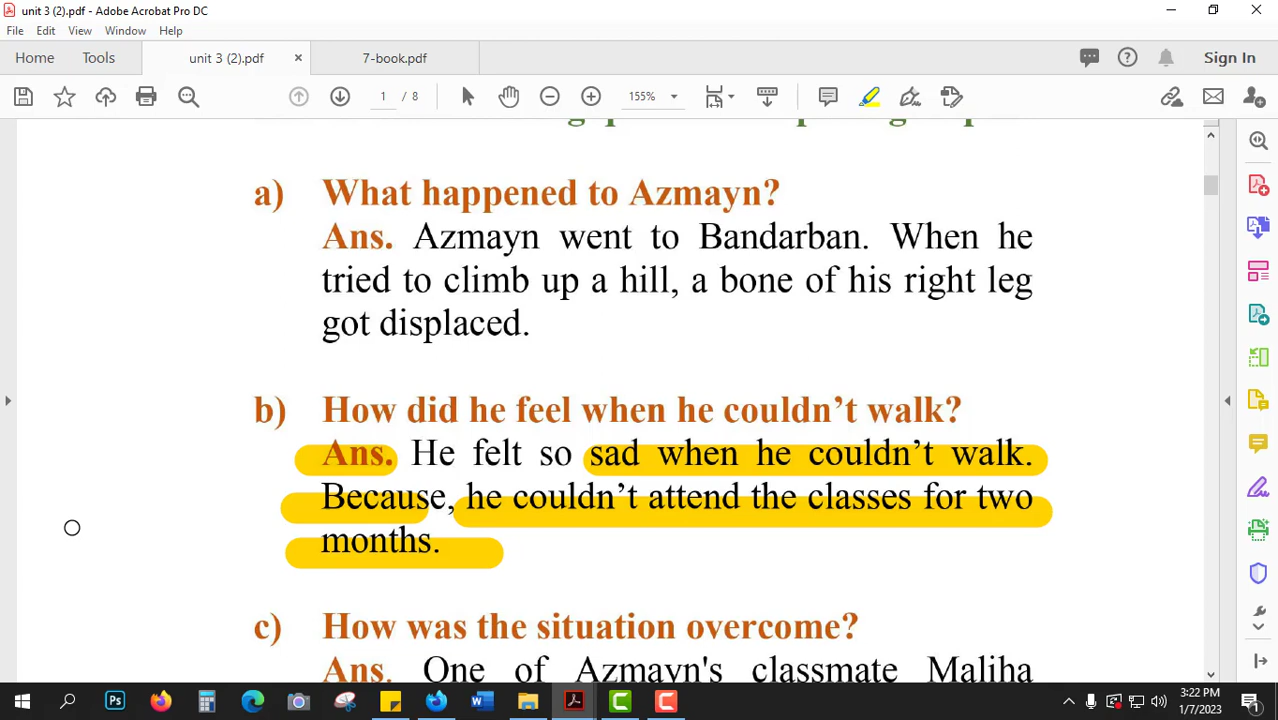 unit 3 (2).pdf - Adobe Acrobat Pro DC
File Edit View Window Help
Home Tools unit 3 (2).pdf × 7-book.pdf Sign In
1 / 8 155%
a) What happened to Azmayn?
Ans. Azmayn went to Bandarban. When he
tried to climb up a hill, a bone of his right leg
got displaced.
b) How did he feel when he couldn’t walk?
Ans. He felt so sad when he couldn’t walk.
Because, he couldn’t attend the classes for two
months.
c) How was the situation overcome?
Ans. One of Azmayn's classmate Maliha
3:22 PM
1/7/2023